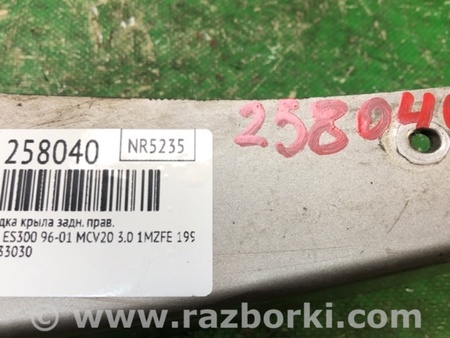 258040 NR5235
дка крыла задн. прав.
ES300 96-01 MCV20 3.0 1MZFE 199
33030
258040
www.razborki.com